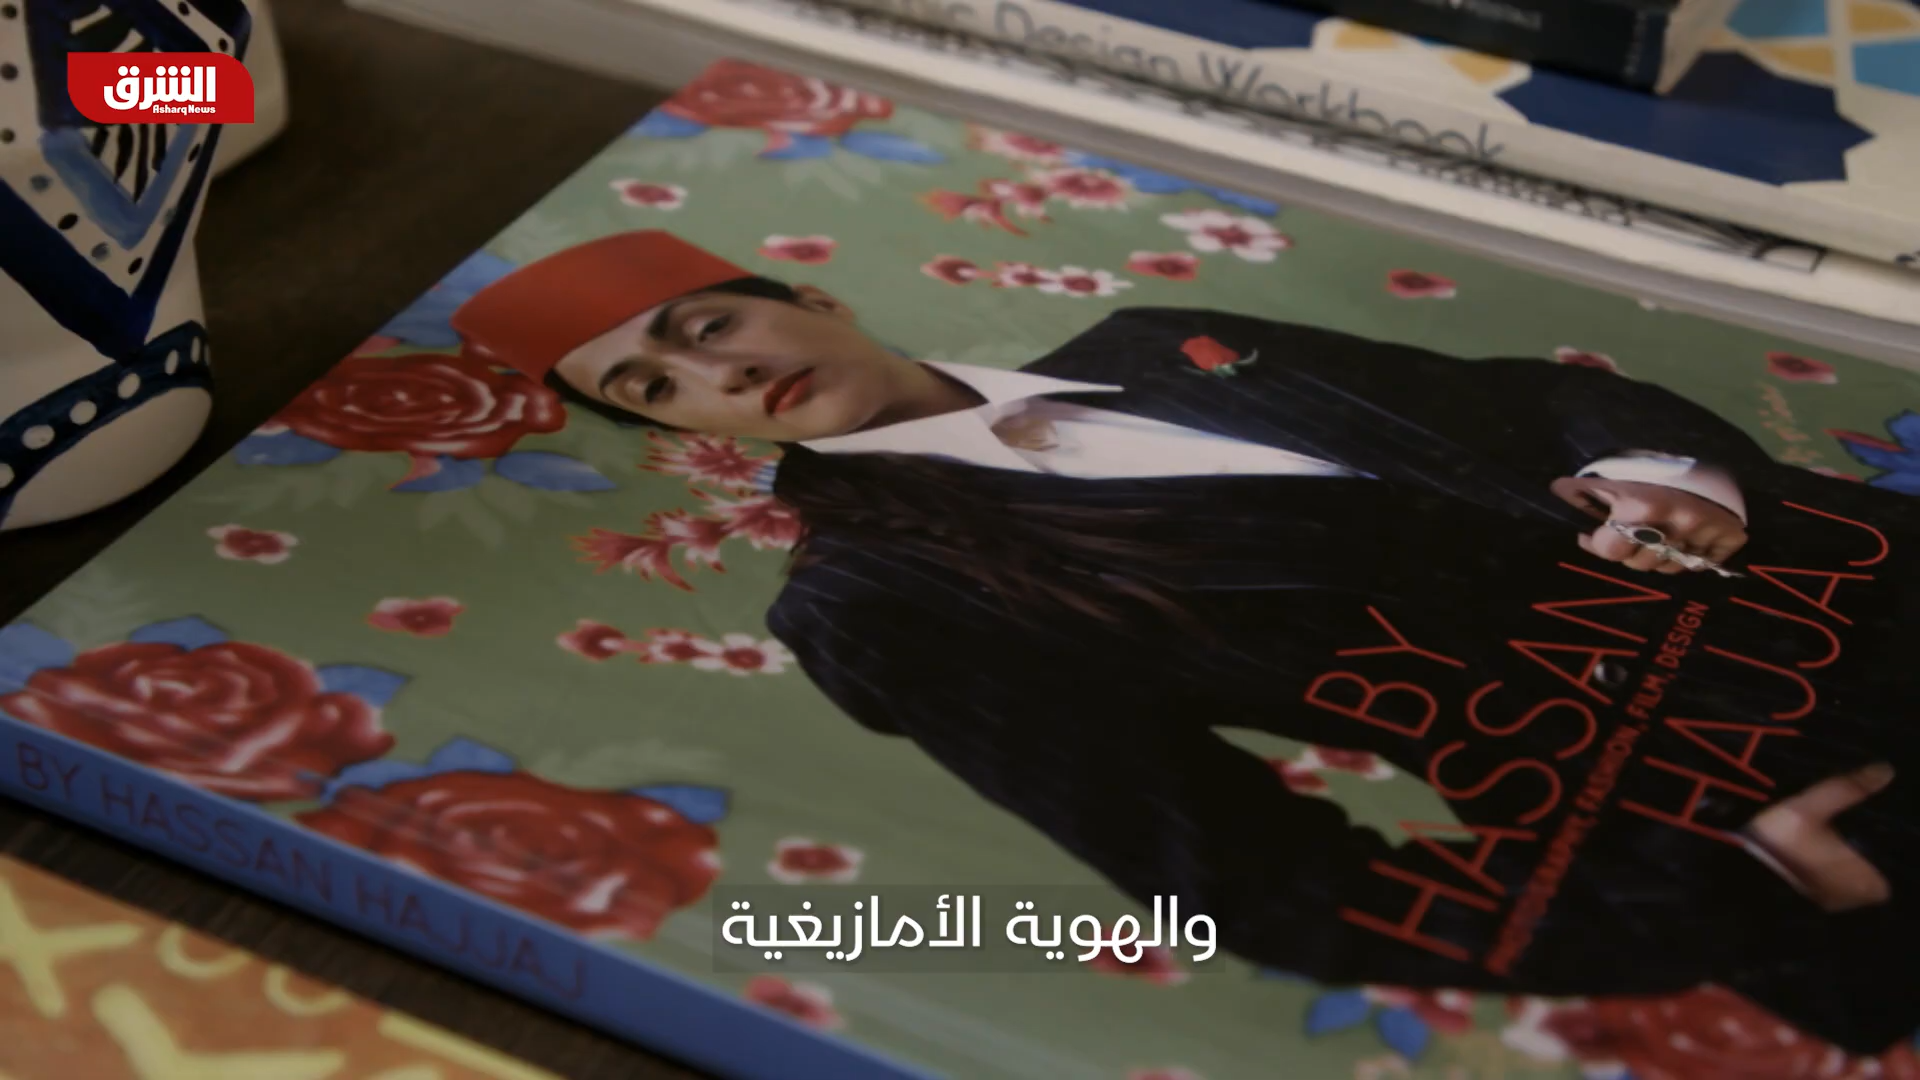 الشرق
Asharq News
Design Workbook
BY
HASSAN
PHOTOGRAPHY, FASHION, FILM, DESIGN
HAJJAJ
BY HASSAN HAJJAJ
والهوية الأمازيغية